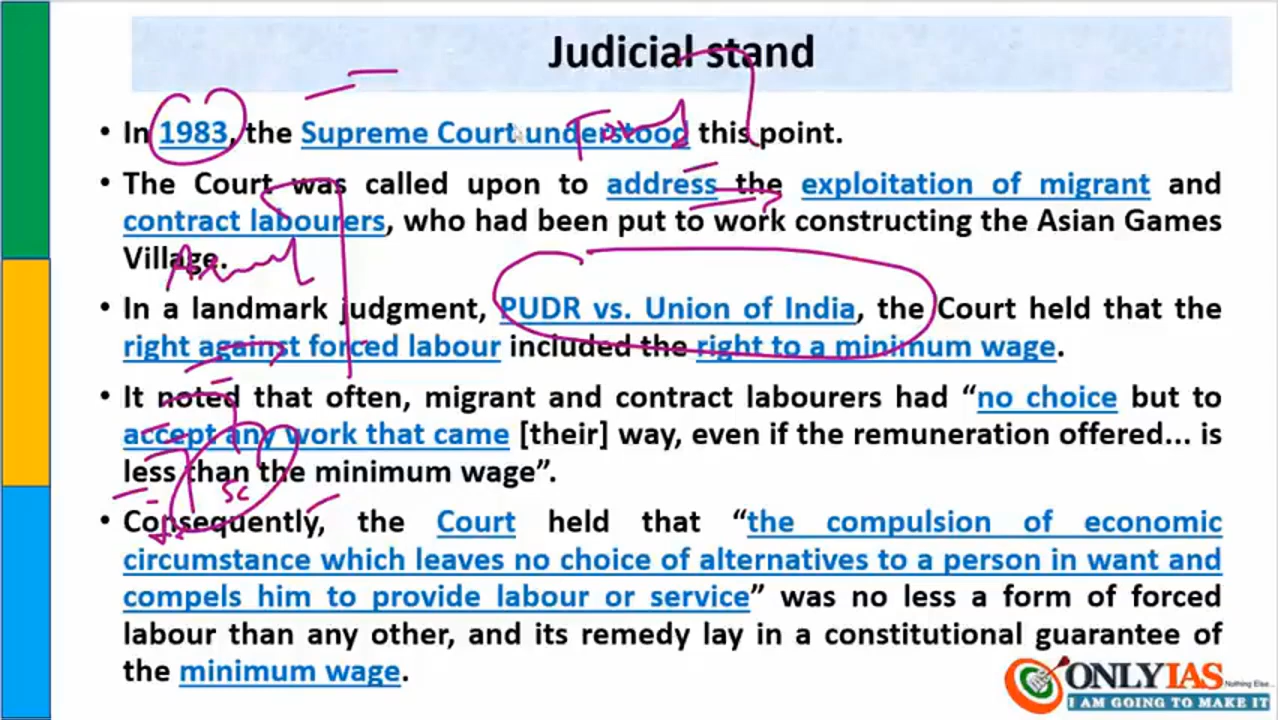 Judicial stand
• In 1983, the Supreme Court understood this point.
• The Court was called upon to address the exploitation of migrant and
contract labourers, who had been put to work constructing the Asian Games
Village.
• In a landmark judgment, PUDR vs. Union of India, the Court held that the
right against forced labour included the right to a minimum wage.
• It noted that often, migrant and contract labourers had “no choice but to
accept any work that came [their] way, even if the remuneration offered... is
less than the minimum wage”.
SC
• Consequently, the Court held that “the compulsion of economic
circumstance which leaves no choice of alternatives to a person in want and
compels him to provide labour or service” was no less a form of forced
labour than any other, and its remedy lay in a constitutional guarantee of
the minimum wage.
ONLY IAS
Nothing Else...
I AM GOING TO MAKE IT